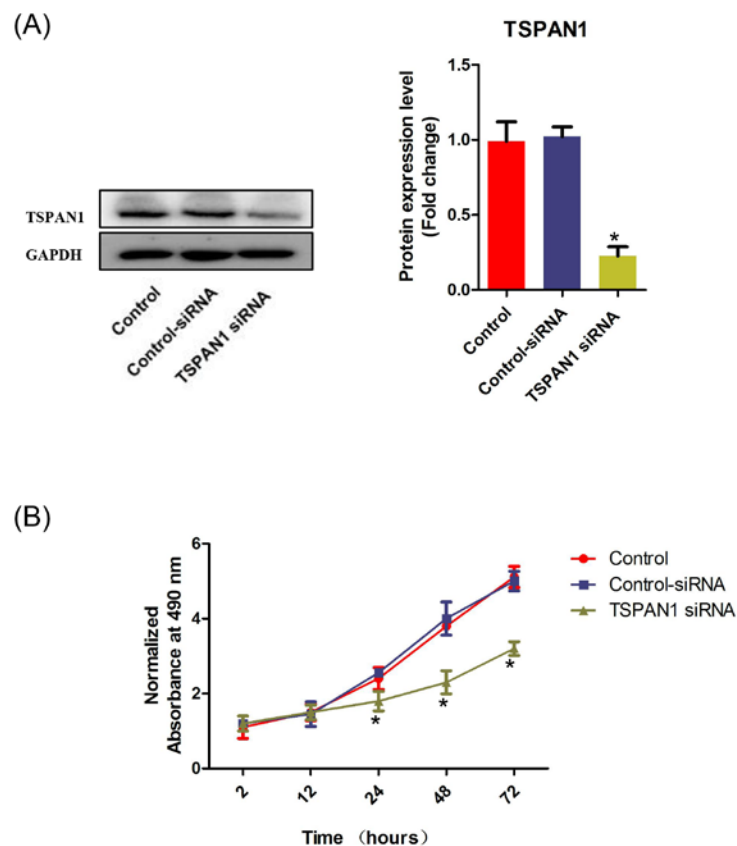 (A)
TSPAN1
GAPDH
Control
Control-siRNA
TSPAN1 siRNA
TSPAN1
Protein expression level
(Fold change)
1.5
1.0
0.5
0.0
*
Control
Control-siRNA
TSPAN1 siRNA
(B)
Normalized
Absorbance at 490 nm
6
4
2
0
*
*
*
2
12
24
48
72
Time （hours）
Control
Control-siRNA
TSPAN1 siRNA